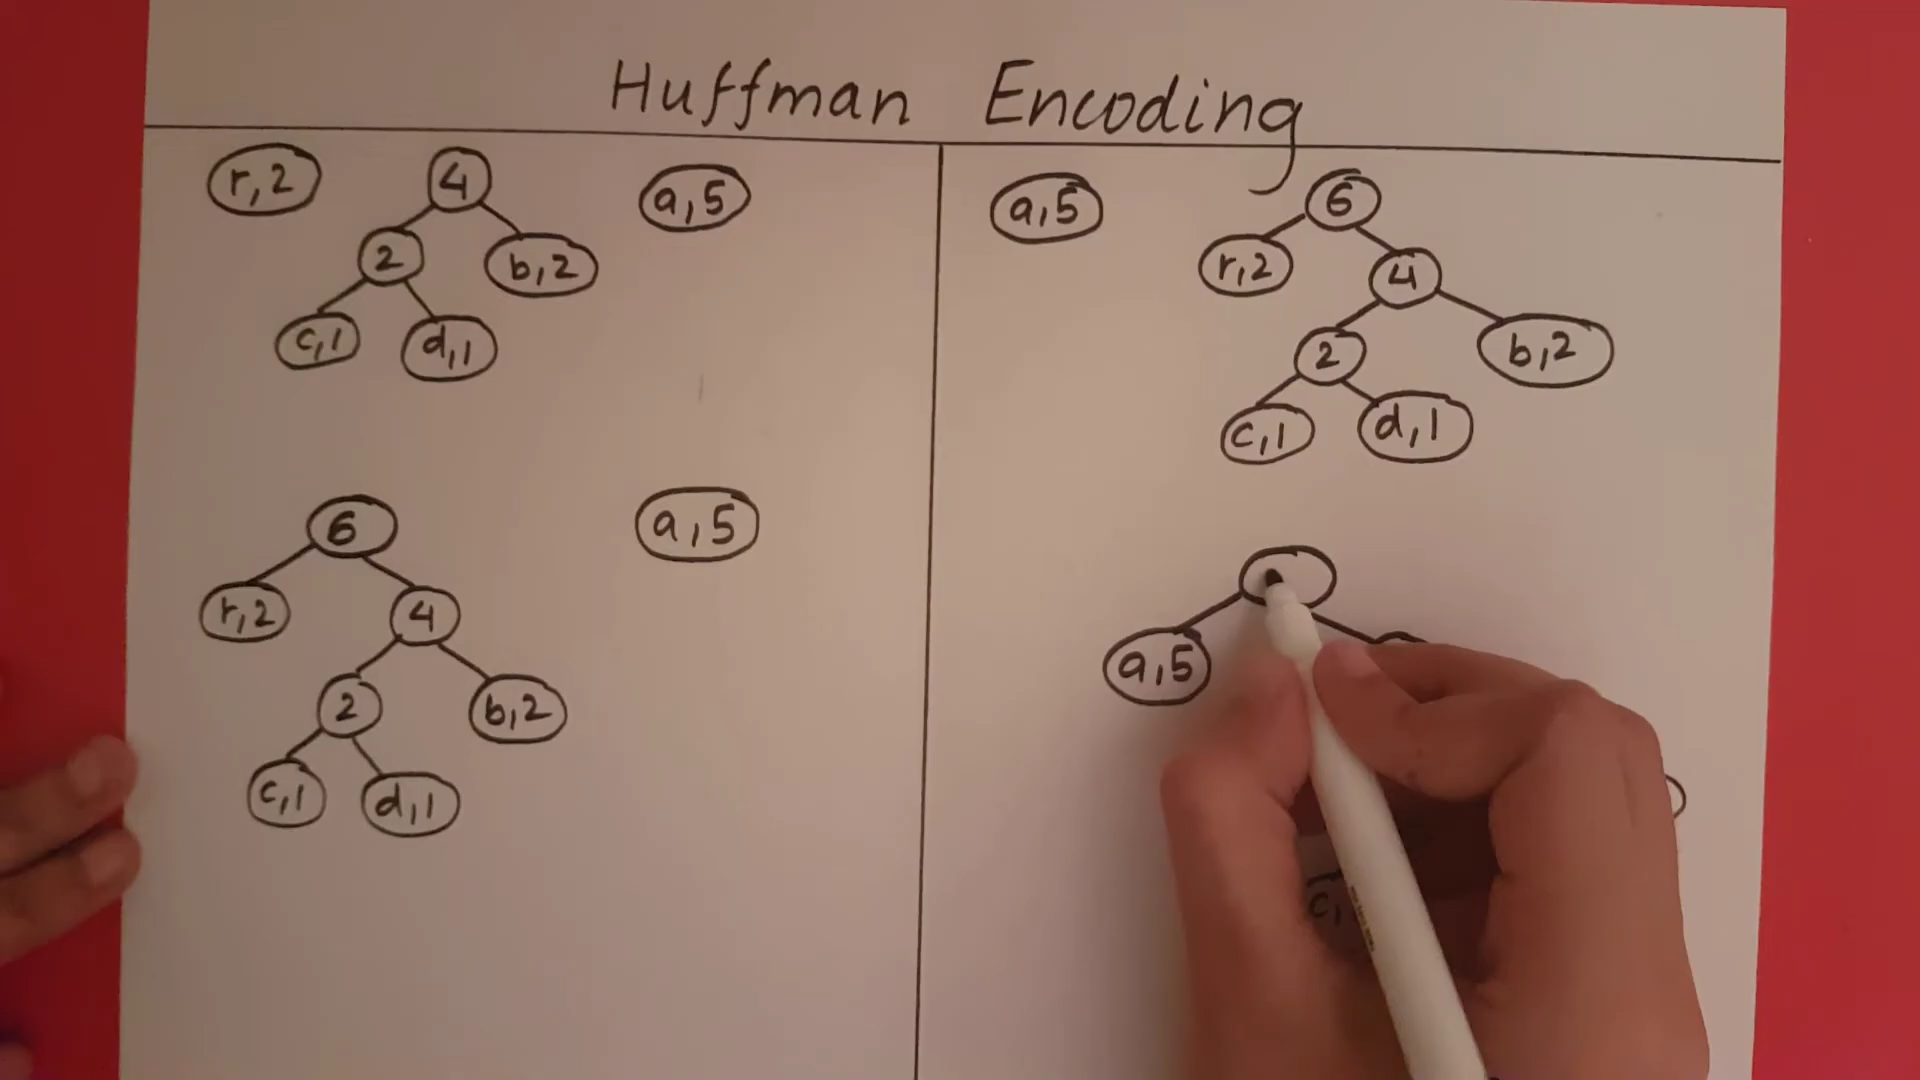 Huffman Encoding
r,2 4 a,5
2 b,2
c,1 d,1
6 a,5
r,2 4
2 b,2
c,1 d,1
a,5 6
r,2 4
2 b,2
c,1 d,1
a,5
c,